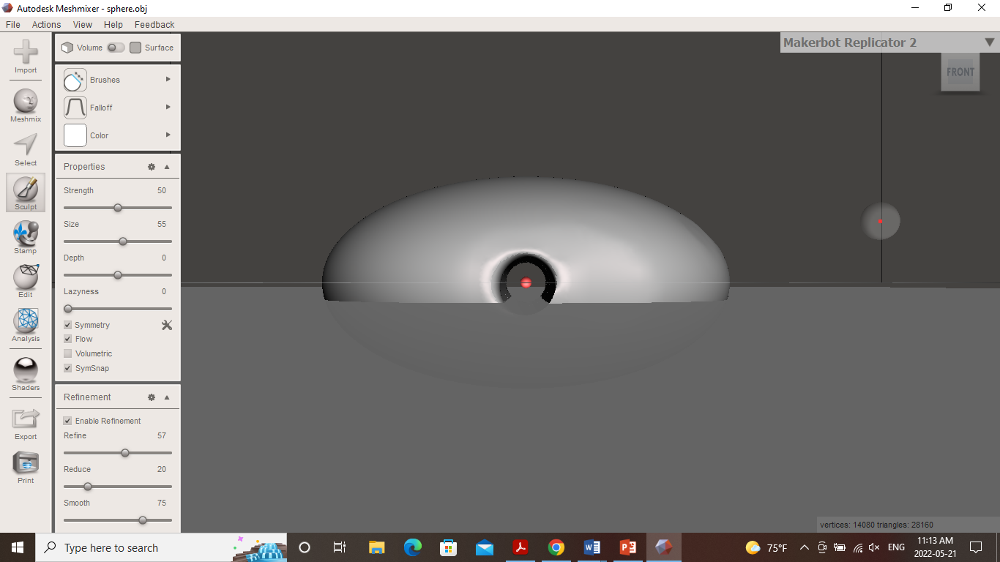 Autodesk Meshmixer - sphere.obj
File Actions View Help Feedback
Import
Meshmix
Select
Sculpt
Stamp
Edit
Analysis
Shaders
Export
Print
Volume Surface
Brushes
Falloff
Color
Properties
Strength 50
Size 55
Depth 0
Lazyness 0
Symmetry
Flow
Volumetric
SymSnap
Refinement
Enable Refinement
Refine 57
Reduce 20
Smooth 75
Makerbot Replicator 2
FRONT
vertices: 14080 triangles: 28160
Type here to search
75°F
ENG
11:13 AM
2022-05-21